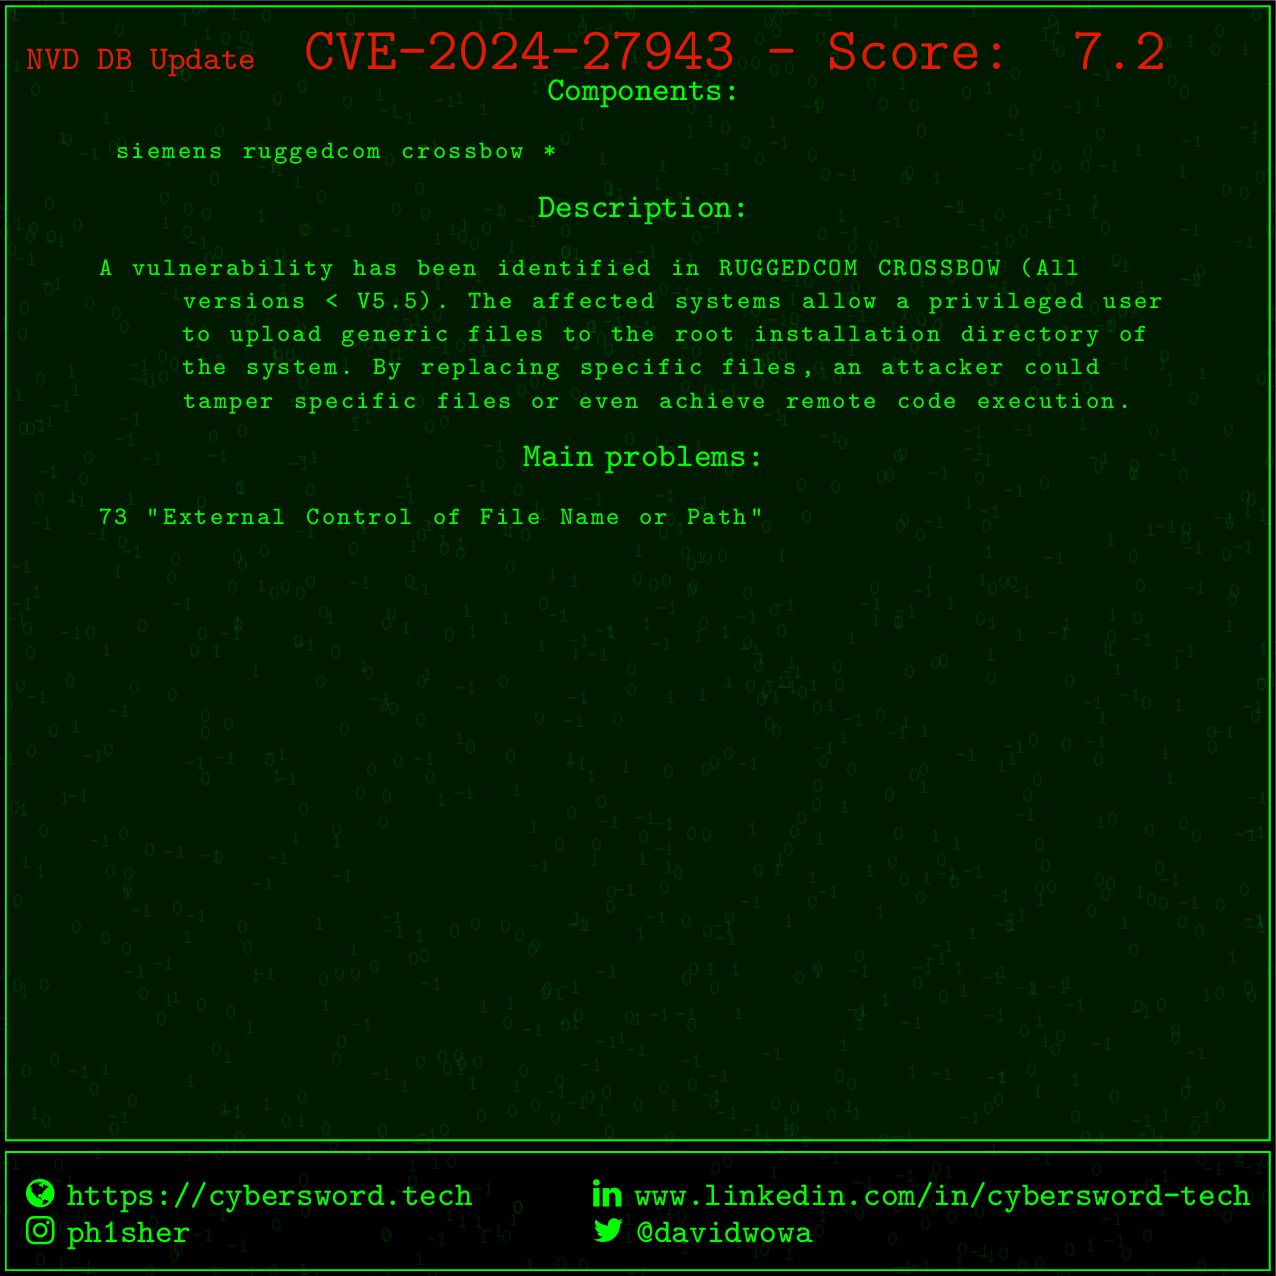 NVD DB Update CVE-2024-27943 - Score: 7.2
Components:
siemens ruggedcom crossbow *
Description:
A vulnerability has been identified in RUGGEDCOM CROSSBOW (All
versions < V5.5). The affected systems allow a privileged user
to upload generic files to the root installation directory of
the system. By replacing specific files, an attacker could
tamper specific files or even achieve remote code execution.
Main problems:
73 "External Control of File Name or Path"
https://cybersword.tech
www.linkedin.com/in/cybersword-tech
ph1sher
@davidwowa